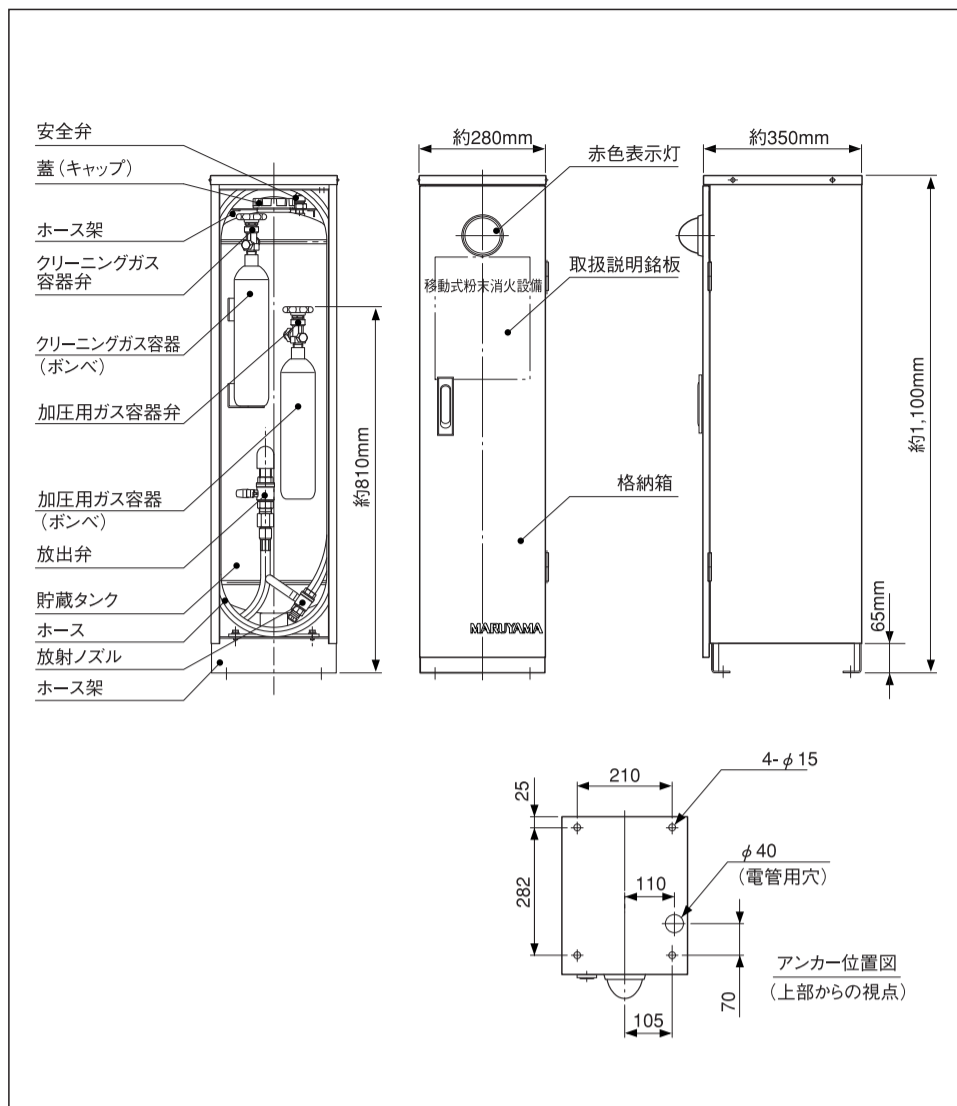 安全弁
蓋（キャップ）
ホース架
クリーニングガス
容器弁
クリーニングガス容器
（ボンベ）
加圧用ガス容器弁
加圧用ガス容器
（ボンベ）
放出弁
貯蔵タンク
ホース
放射ノズル
ホース架
約810mm
約280mm
赤色表示灯
取扱説明銘板
移動式粉末消火設備
格納箱
MARUYAMA
約350mm
約1,100mm
65mm
4-φ15
210
25
φ40
（電管用穴）
110
282
70
105
アンカー位置図
（上部からの視点）